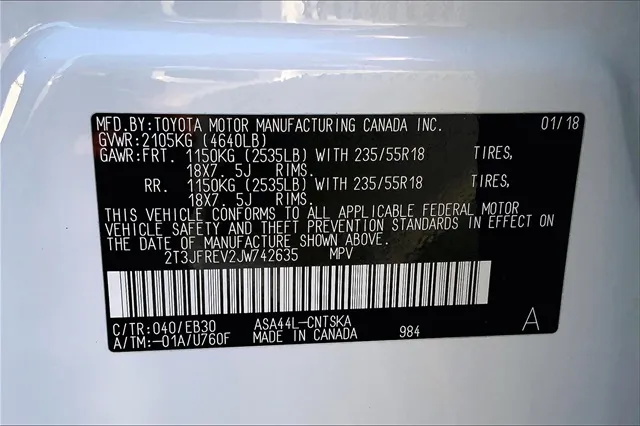 MFD.BY:TOYOTA MOTOR MANUFACTURING CANADA INC. 01/18
GVWR:2105KG (4640LB)
GAWR:FRT. 1150KG (2535LB) WITH 235/55R18 TIRES,
18X7. 5J RIMS.
RR. 1150KG (2535LB) WITH 235/55R18 TIRES,
18X7. 5J RIMS.
THIS VEHICLE CONFORMS TO ALL APPLICABLE FEDERAL MOTOR
VEHICLE SAFETY AND THEFT PREVENTION STANDARDS IN EFFECT ON
THE DATE OF MANUFACTURE SHOWN ABOVE.
2T3JFREV2JW742635 MPV
C/TR:040/EB30 ASA44L-CNTSKA
A/TM:-01A/U760F MADE IN CANADA 984 A